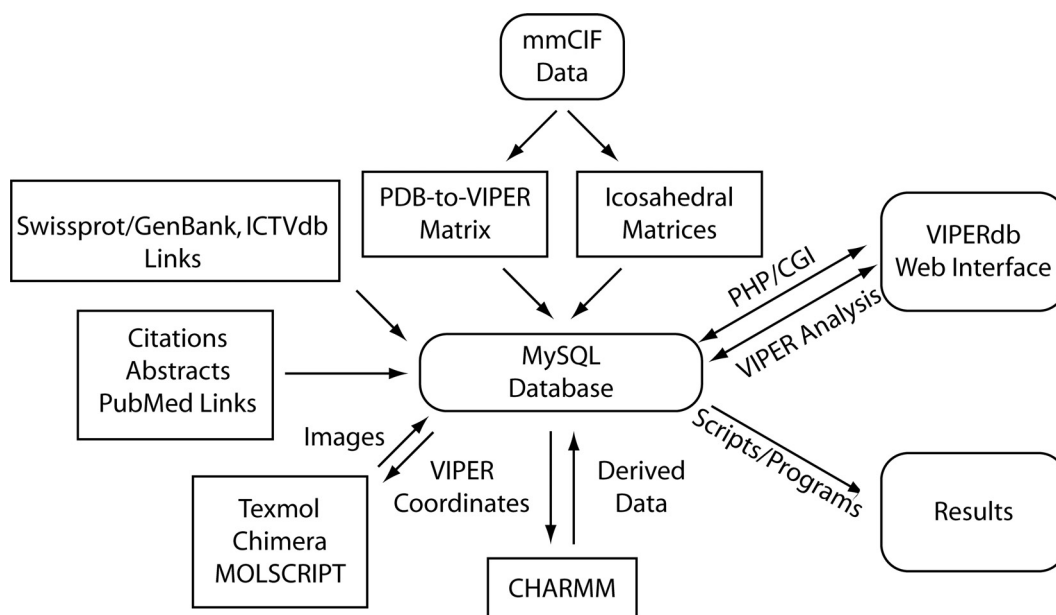 mmCIF
Data
PDB-to-VIPER
Matrix
Icosahedral
Matrices
Swissprot/GenBank, ICTVdb
Links
VIPERdb
Web Interface
PHP/CGI
VIPER Analysis
Citations
Abstracts
PubMed Links
MySQL
Database
Images
VIPER
Coordinates
Derived
Data
Scripts/Programs
Texmol
Chimera
MOLSCRIPT
CHARMM
Results